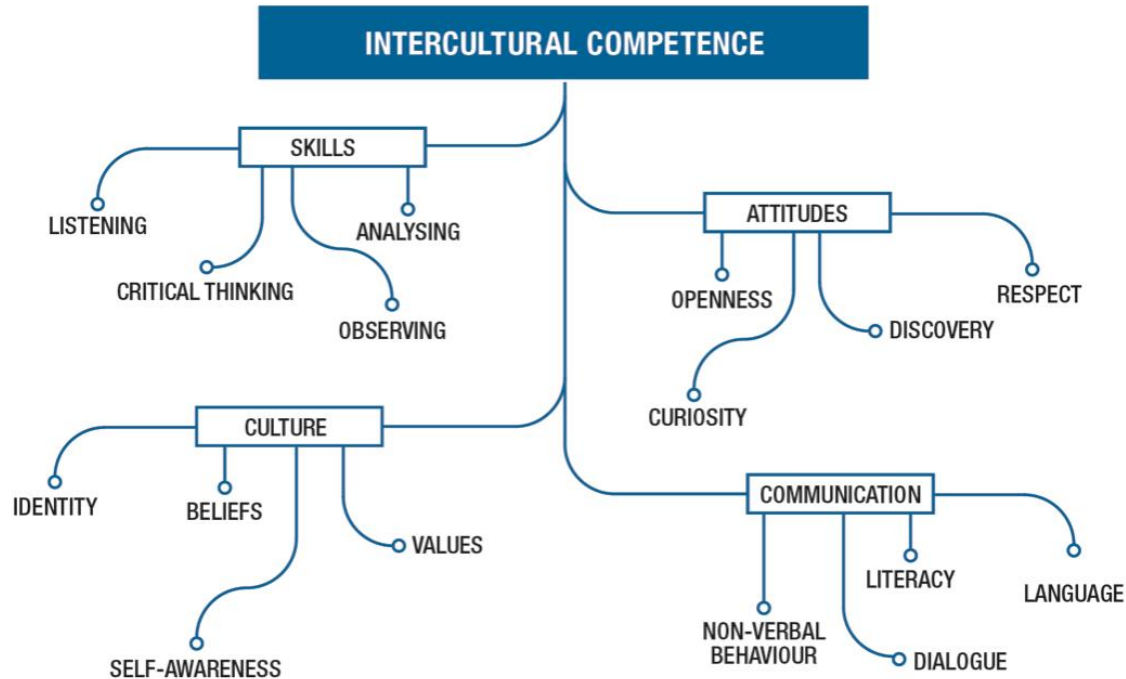 INTERCULTURAL COMPETENCE
SKILLS
LISTENING
ANALYSING
CRITICAL THINKING
OBSERVING
ATTITUDES
OPENNESS
RESPECT
DISCOVERY
CURIOSITY
CULTURE
IDENTITY
BELIEFS
VALUES
SELF-AWARENESS
COMMUNICATION
LITERACY
LANGUAGE
NON-VERBAL
BEHAVIOUR
DIALOGUE